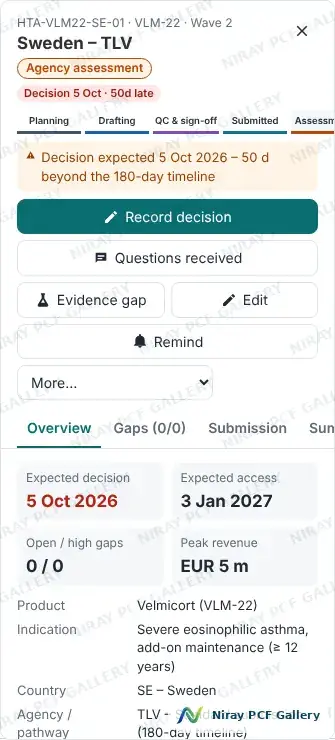 HTA-VLM22-SE-01 · VLM-22 · Wave 2
Sweden – TLV
Agency assessment
Decision 5 Oct · 50d late
Planning Drafting QC & sign-off Submitted Assessm
Decision expected 5 Oct 2026 – 50 d
beyond the 180-day timeline
Record decision
Questions received
Evidence gap Edit
Remind
More...
Overview Gaps (0/0) Submission Sun
Expected decision Expected access
5 Oct 2026 3 Jan 2027
Open / high gaps Peak revenue
0 / 0 EUR 5 m
Product Velmicort (VLM-22)
Indication Severe eosinophilic asthma,
add-on maintenance (≥ 12
years)
Country SE – Sweden
Agency / TLV -
pathway (180-day timeline)
Niray PCF Gallery
NIRAY PCF GALLERY